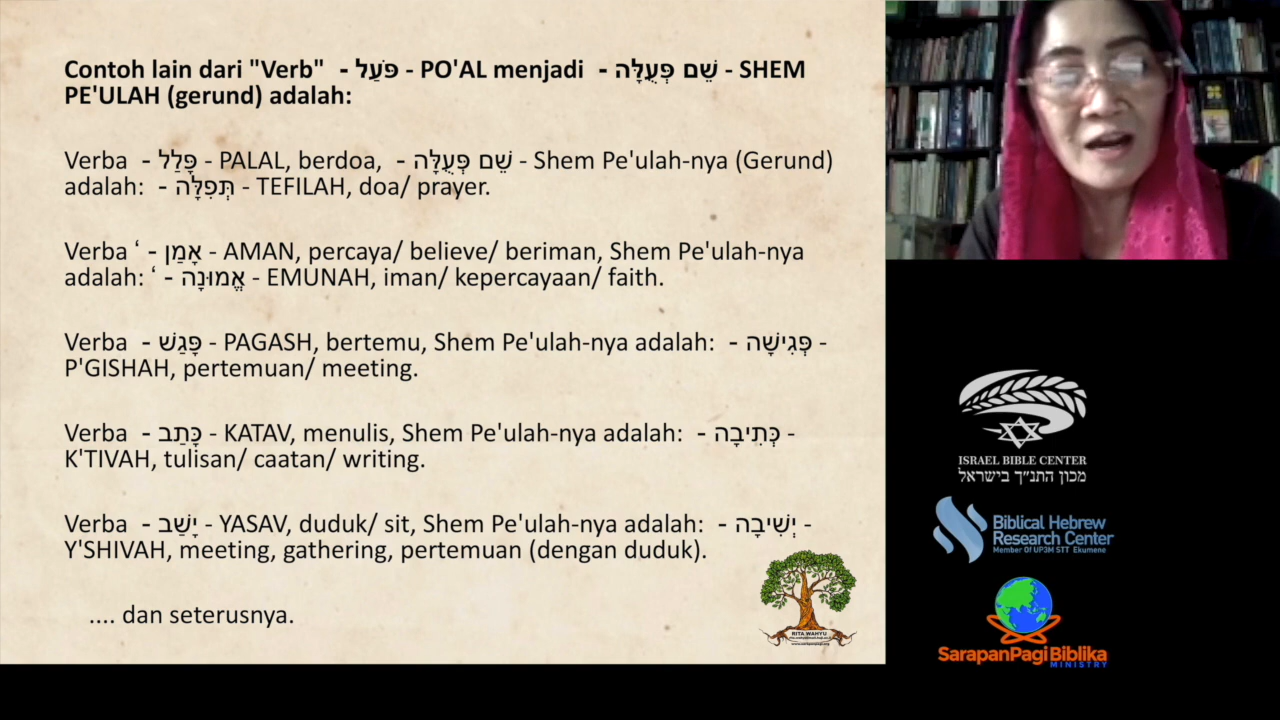 Contoh lain dari "Verb" - פֹּעַל - PO'AL menjadi - שֵׁם פְּעֻלָּה - SHEM
PE'ULAH (gerund) adalah:
Verba - פָּלַל - PALAL, berdoa, - שֵׁם פְּעֻלָּה - Shem Pe'ulah-nya (Gerund)
adalah: - תְּפִלָּה - TEFILAH, doa/ prayer.
Verba ‘ - אָמַן - AMAN, percaya/ believe/ beriman, Shem Pe'ulah-nya
adalah: ‘ - אֱמוּנָה - EMUNAH, iman/ kepercayaan/ faith.
Verba - פָּגַשׁ - PAGASH, bertemu, Shem Pe'ulah-nya adalah: - פְּגִישָׁה -
P'GISHAH, pertemuan/ meeting.
Verba - כָּתַב - KATAV, menulis, Shem Pe'ulah-nya adalah: - כְּתִיבָה -
K'TIVAH, tulisan/ caatan/ writing.
Verba - יָשַׁב - YASAV, duduk/ sit, Shem Pe'ulah-nya adalah: - יְשִׁיבָה -
Y'SHIVAH, meeting, gathering, pertemuan (dengan duduk).
.... dan seterusnya.
RITA WAHYU
ISRAEL BIBLE CENTER
מכון התנ״ך בישראל
Biblical Hebrew
Research Center
Member Of UP3M STT Ekumene
SarapanPagi Biblika
MINISTRY